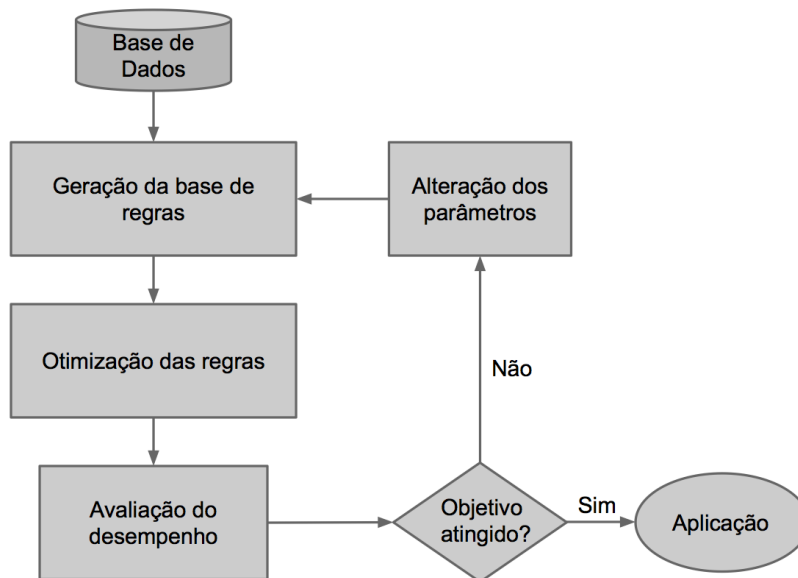 Base de
Dados
Geração da base de
regras
Alteração dos
parâmetros
Otimização das regras
Não
Avaliação do
desempenho
Objetivo
atingido?
Sim
Aplicação